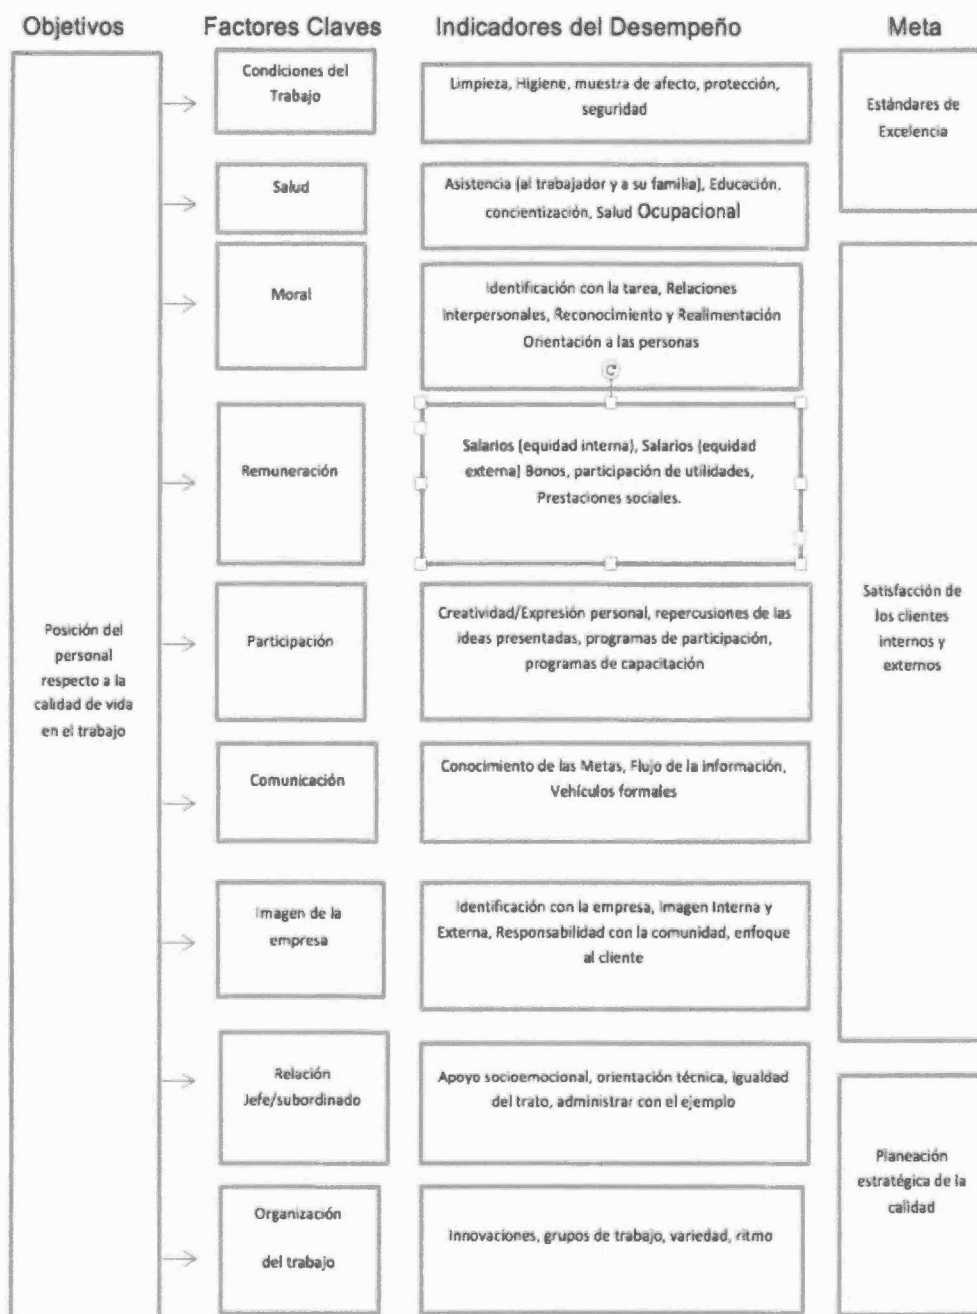 Objetivos
Factores Claves
Indicadores del Desempeño
Meta
Posición del
personal
respecto a la
calidad de vida
en el trabajo
Condiciones del
Trabajo
Limpieza, Higiene, muestra de afecto, protección,
seguridad
Salud
Asistencia (al trabajador y a su familia), Educación,
concientización, Salud Ocupacional
Moral
Identificación con la tarea, Relaciones
Interpersonales, Reconocimiento y Realimentación
Orientación a las personas
Remuneración
Salarios (equidad interna), Salarios (equidad
externa) Bonos, participación de utilidades,
Prestaciones sociales.
Participación
Creatividad/Expresión personal, repercusiones de las
ideas presentadas, programas de participación,
programas de capacitación
Comunicación
Conocimiento de las Metas, Flujo de la información,
Vehículos formales
Imagen de la
empresa
Identificación con la empresa, Imagen Interna y
Externa, Responsabilidad con la comunidad, enfoque
al cliente
Relación
Jefe/subordinado
Apoyo socioemocional, orientación técnica, igualdad
del trato, administrar con el ejemplo
Organización
del trabajo
Innovaciones, grupos de trabajo, variedad, ritmo
Estándares de
Excelencia
Satisfacción de
los clientes
internos y
externos
Planeación
estratégica de la
calidad